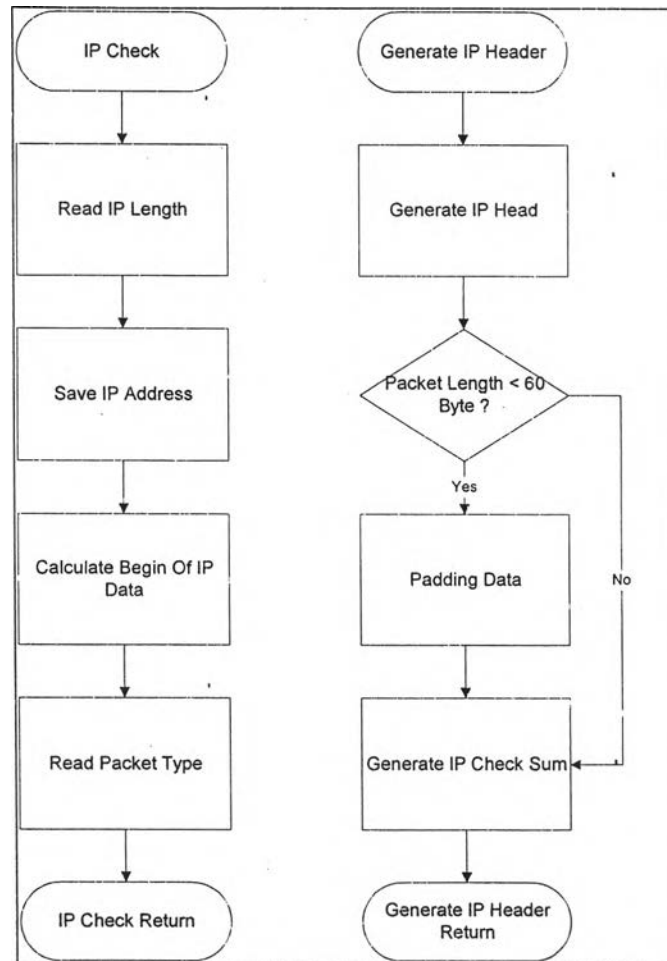 IP Check
Read IP Length
Save IP Address
Calculate Begin Of IP
Data
Read Packet Type
IP Check Return
Generate IP Header
Generate IP Head
Packet Length < 60
Byte ?
Yes
No
Padding Data
Generate IP Check Sum
Generate IP Header
Return